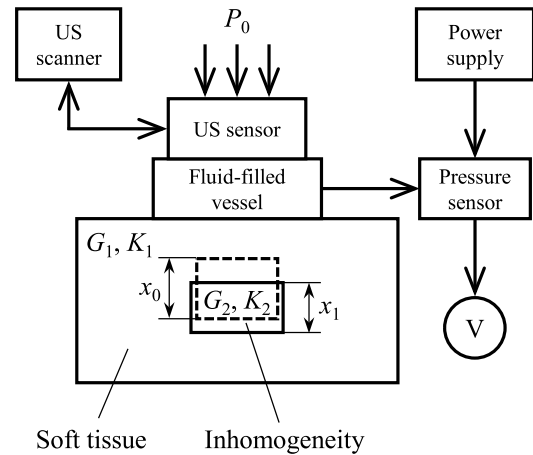 US
scanner
P0
Power
supply
US sensor
Fluid-filled
vessel
Pressure
sensor
G1, K1
x0
G2, K2
x1
V
Soft tissue
Inhomogeneity